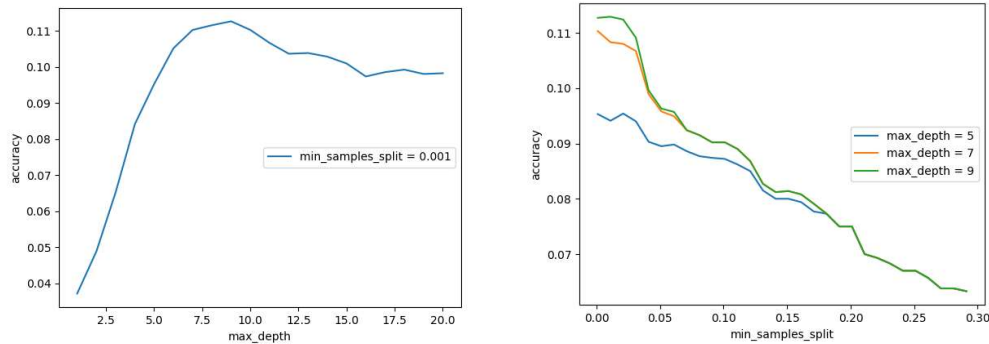 0.11
0.10
0.09
0.08
0.07
0.06
0.05
0.04
accuracy
min_samples_split = 0.001
2.5 5.0 7.5 10.0 12.5 15.0 17.5 20.0
max_depth
0.11
0.10
0.09
0.08
0.07
accuracy
max_depth = 5
max_depth = 7
max_depth = 9
0.00 0.05 0.10 0.15 0.20 0.25 0.30
min_samples_split